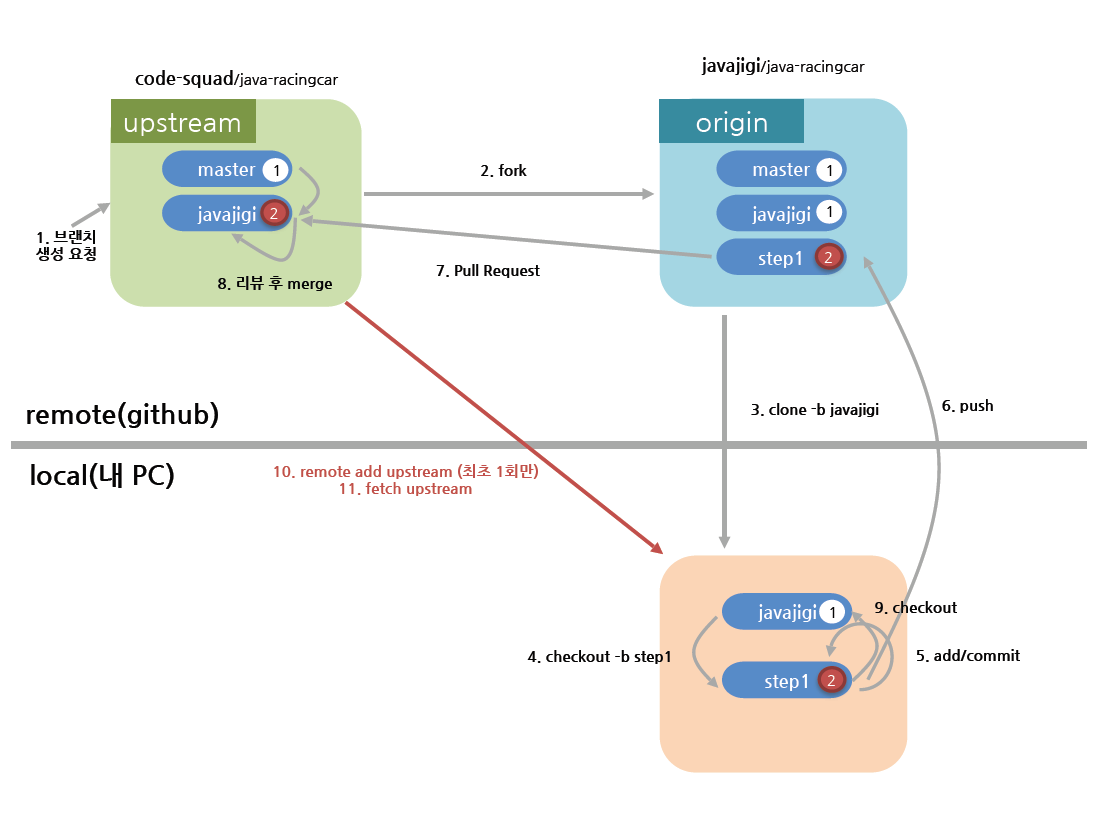 code-squad/java-racingcar
javajigi/java-racingcar
upstream
origin
master 1
javajigi 2
master 1
javajigi 1
step1 2
2. fork
1. 브랜치
생성 요청
7. Pull Request
8. 리뷰 후 merge
3. clone -b javajigi
6. push
remote(github)
local(내 PC)
10. remote add upstream (최초 1회만)
11. fetch upstream
javajigi 1
9. checkout
4. checkout -b step1
5. add/commit
step1 2